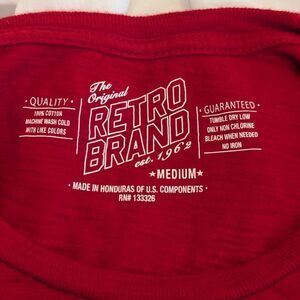 The
Original
RETRO
BRAND
est. 1962
· QUALITY ·
100% COTTON
MACHINE WASH COLD
WITH LIKE COLORS
· GUARANTEED ·
TUMBLE DRY LOW
ONLY NON CHLORINE
BLEACH WHEN NEEDED
NO IRON
★MEDIUM★
· MADE IN HONDURAS OF U.S. COMPONENTS ·
RN# 133326